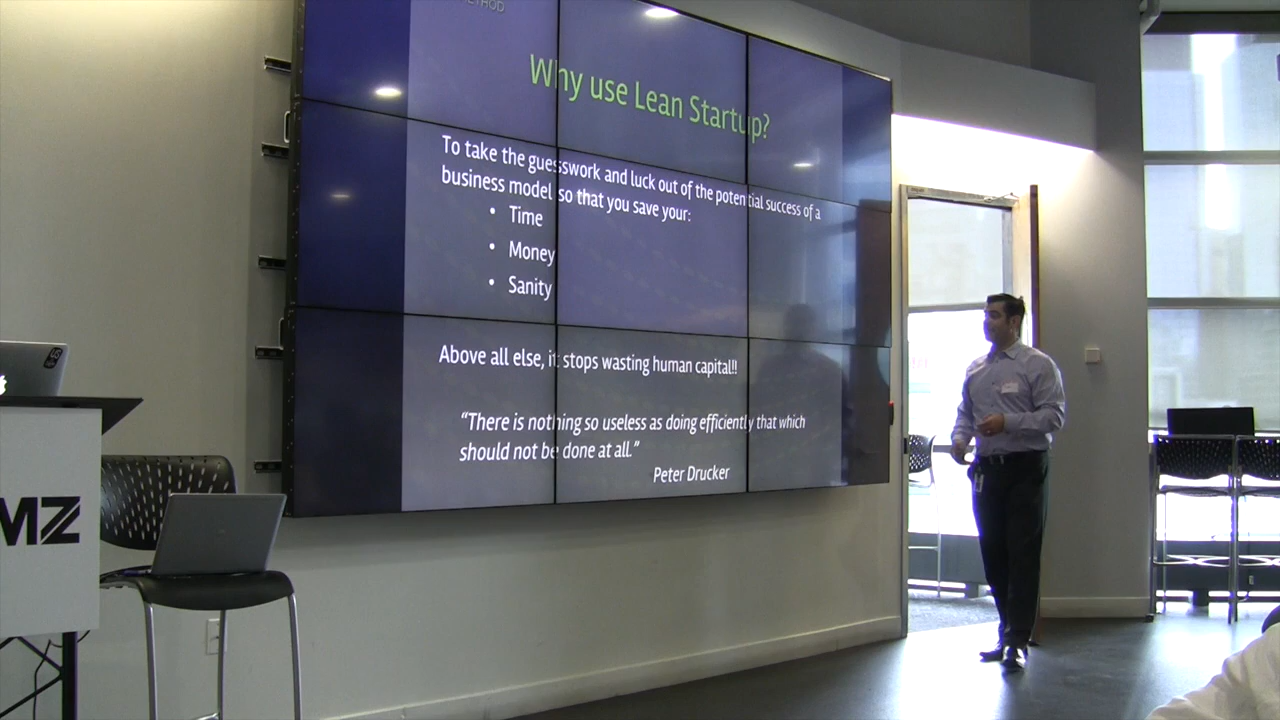 METHOD
Why use Lean Startup?
To take the guesswork and luck out of the potential success of a
business model so that you save your:
• Time
• Money
• Sanity
Above all else, it stops wasting human capital!!
“There is nothing so useless as doing efficiently that which
should not be done at all.”
Peter Drucker
MZ